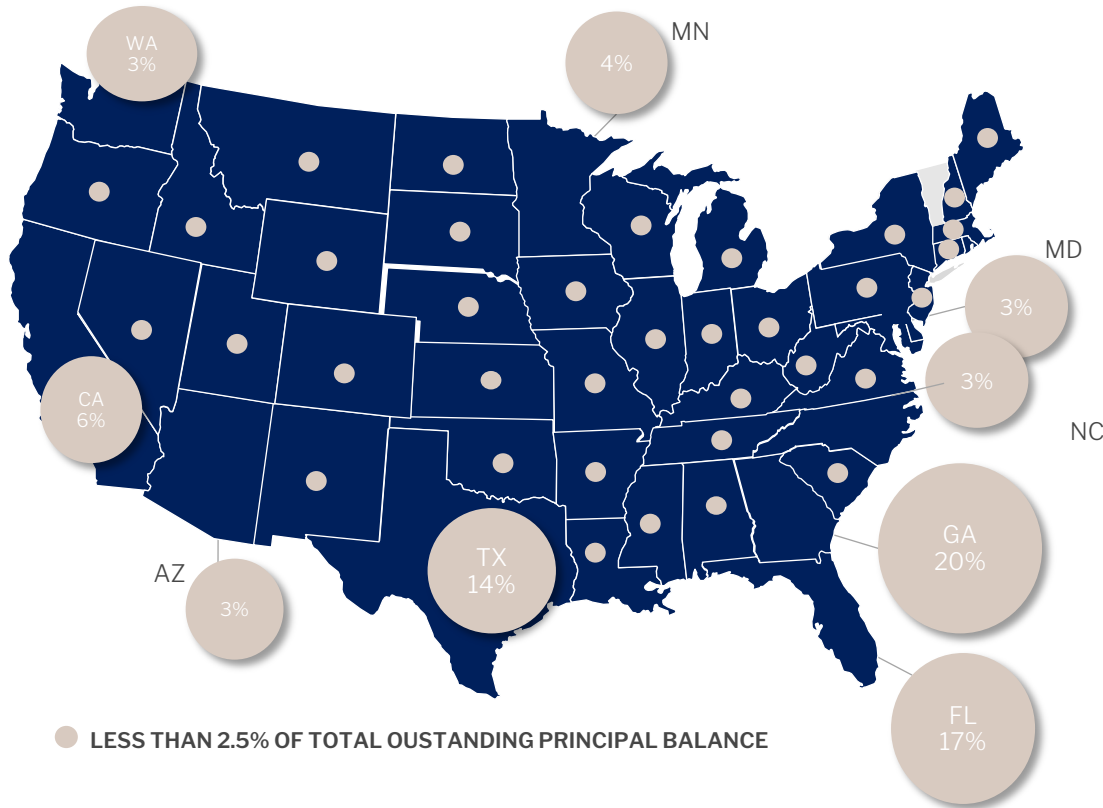 MN
WA
3%
4%
MD
3%
3%
CA
6%
NC
GA
20%
TX
14%
AZ
3%
FL
17%
LESS THAN 2.5% OF TOTAL OUSTANDING PRINCIPAL BALANCE